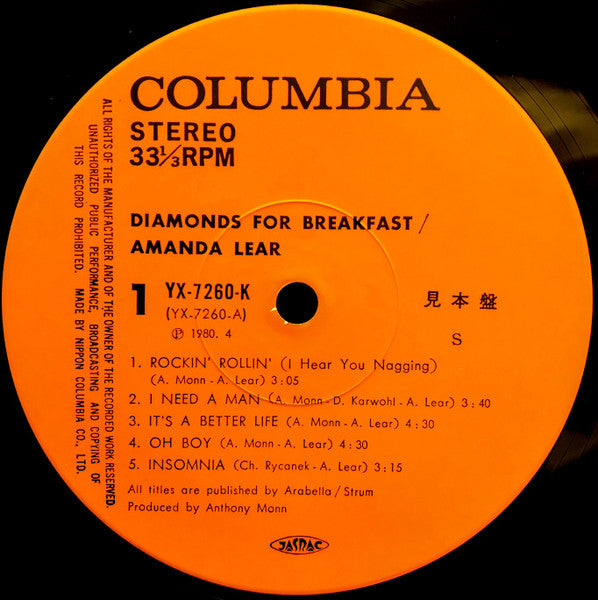 COLUMBIA
STEREO
33⅓RPM
ALL RIGHTS OF THE MANUFACTURER AND OF THE OWNER OF THE RECORDED WORK RESERVED.
UNAUTHORIZED PUBLIC PERFORMANCE, BROADCASTING AND COPYING OF
THIS RECORD PROHIBITED. MADE BY NIPPON COLUMBIA CO., LTD.
DIAMONDS FOR BREAKFAST /
AMANDA LEAR
1 YX-7260-K
(YX-7260-A)
Ⓟ 1980. 4
見本盤
S
1. ROCKIN' ROLLIN' (I Hear You Nagging)
(A. Monn - A. Lear) 3:05
2. I NEED A MAN (A. Monn - D. Karwohl - A. Lear) 3:40
3. IT'S A BETTER LIFE (A. Monn - A. Lear) 4:30
4. OH BOY (A. Monn - A. Lear) 4:30
5. INSOMNIA (Ch. Rycanek - A. Lear) 3:15
All titles are published by Arabella / Strum
Produced by Anthony Monn
JASRAC